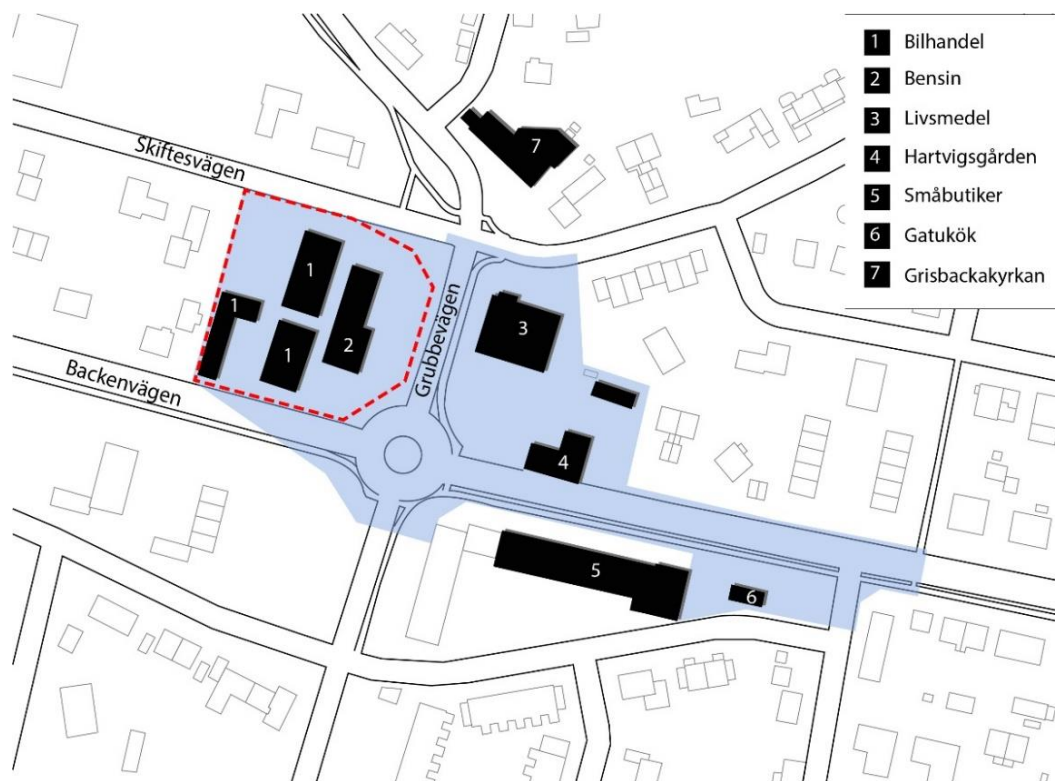 1 Bilhandel
2 Bensin
3 Livsmedel
4 Hartvigsgården
5 Småbutiker
6 Gatukök
7 Grisbackakyrkan
7
Skiftesvägen
1
1
1
2
3
Grubbevägen
Backenvägen
4
5
6